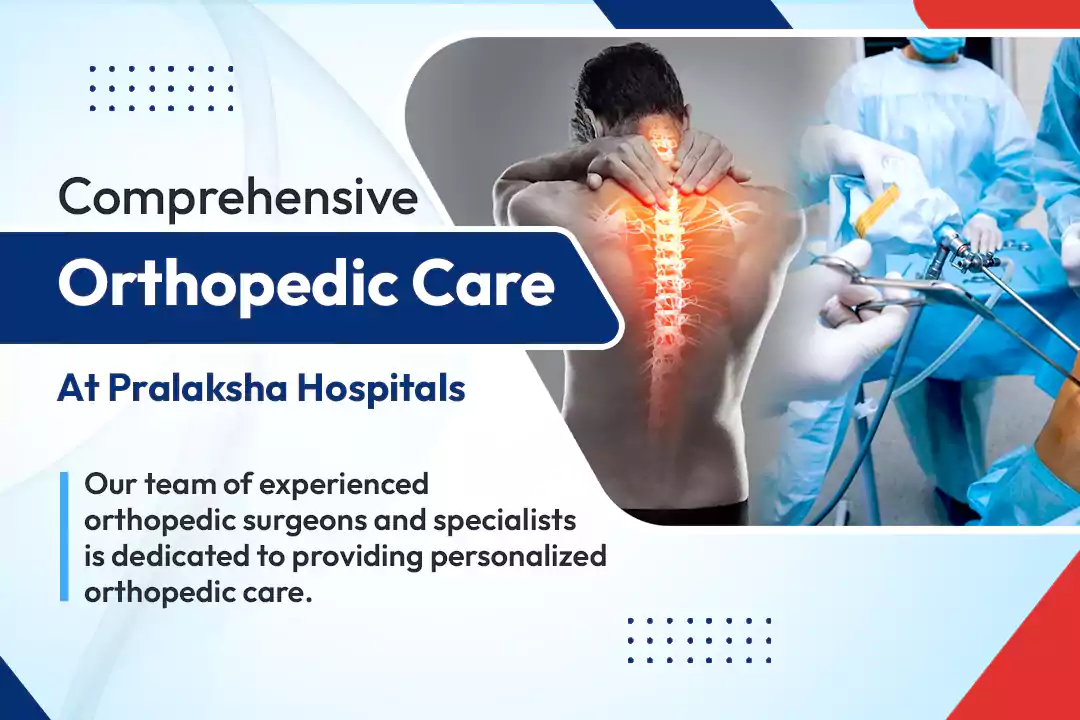 Comprehensive
Orthopedic Care
At Pralaksha Hospitals
Our team of experienced
orthopedic surgeons and specialists
is dedicated to providing personalized
orthopedic care.